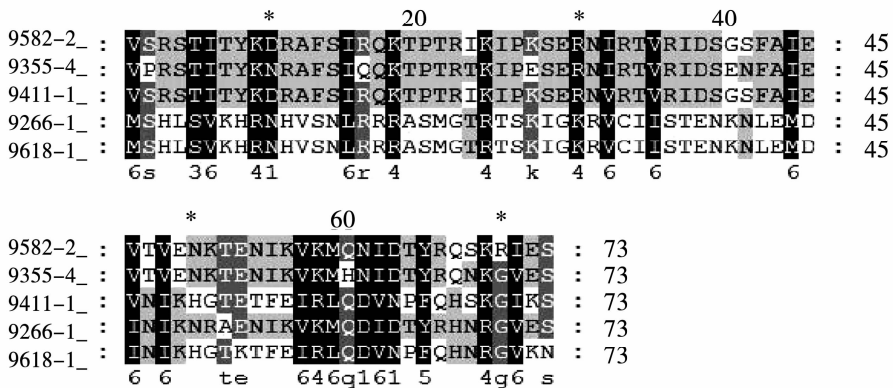 * 20 * 40
9582-2_ : VSRSTITYKDRAFSIRQKTPTRIKIPKSERNIRTVRIDSGSFAIE : 45
9355-4_ : VPRSTITYKNRAFSIQQKTPTRTKIPESERNIRTVRIDSENFAIE : 45
9411-1_ : VSRSTITYKDRAFSIRQKTPTRIKIPKSERNVRTVRIDSGSFAIE : 45
9266-1_ : MSHLSVKHRNHVSNLRRRASMGTRTSKIGKRVCIISTENKNLEMD : 45
9618-1_ : MSHLSVKHRNHVSNLRRRASMGTRTSKIGKRVCIISTENKNLEMD : 45
6s 36 41 6r 4 4 k 4 6 6 6
* 60 *
9582-2_ : VTVENKTENIKVKMQNIDTYRQSKRIES : 73
9355-4_ : VTVENKTENIKVKMHNIDTYRQNKGVES : 73
9411-1_ : VNIKHGTETFEIRLQDVNPFQHSKGIKS : 73
9266-1_ : INIKNRAENIKVKMQDIDTYRHNRGVES : 73
9618-1_ : INIKHGTKTFEIRLQDVNPFQHNRGVKN : 73
6 6 te 646q161 5 4g6 s